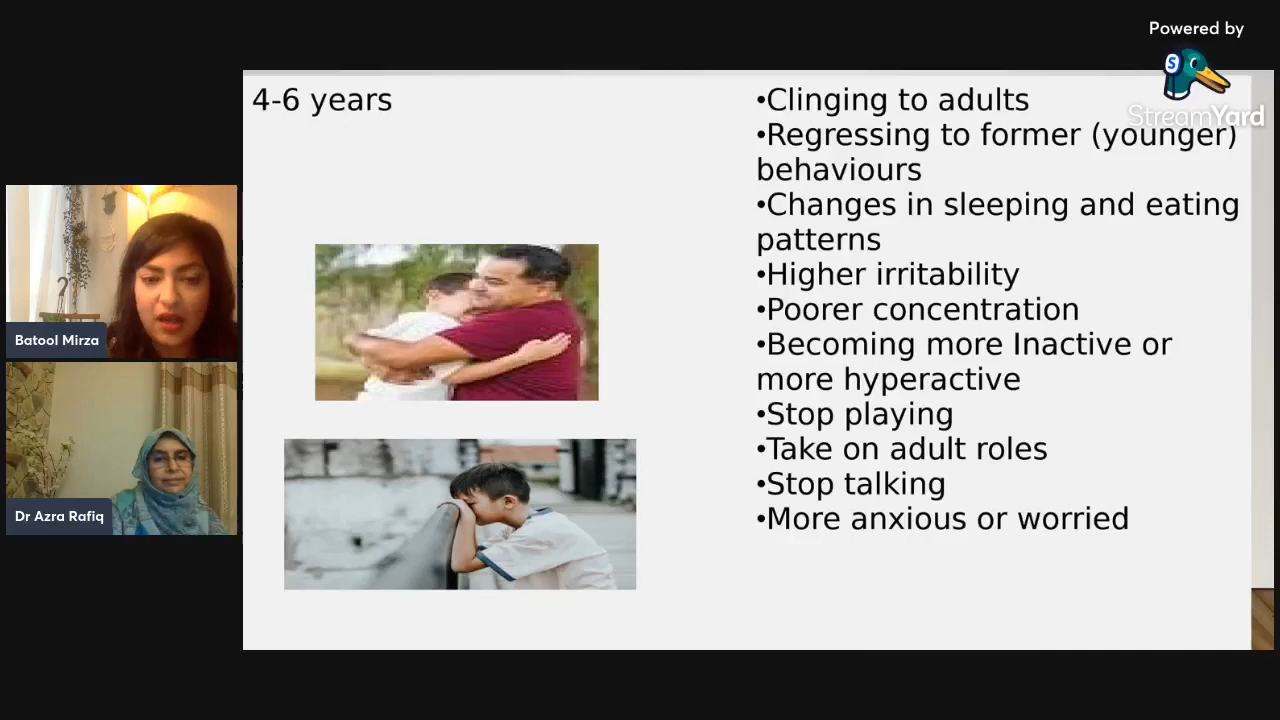 Powered by
S
StreamYard
4-6 years
•Clinging to adults
•Regressing to former (younger)
behaviours
•Changes in sleeping and eating
patterns
•Higher irritability
•Poorer concentration
•Becoming more Inactive or
more hyperactive
•Stop playing
•Take on adult roles
•Stop talking
•More anxious or worried
Batool Mirza
Dr Azra Rafiq